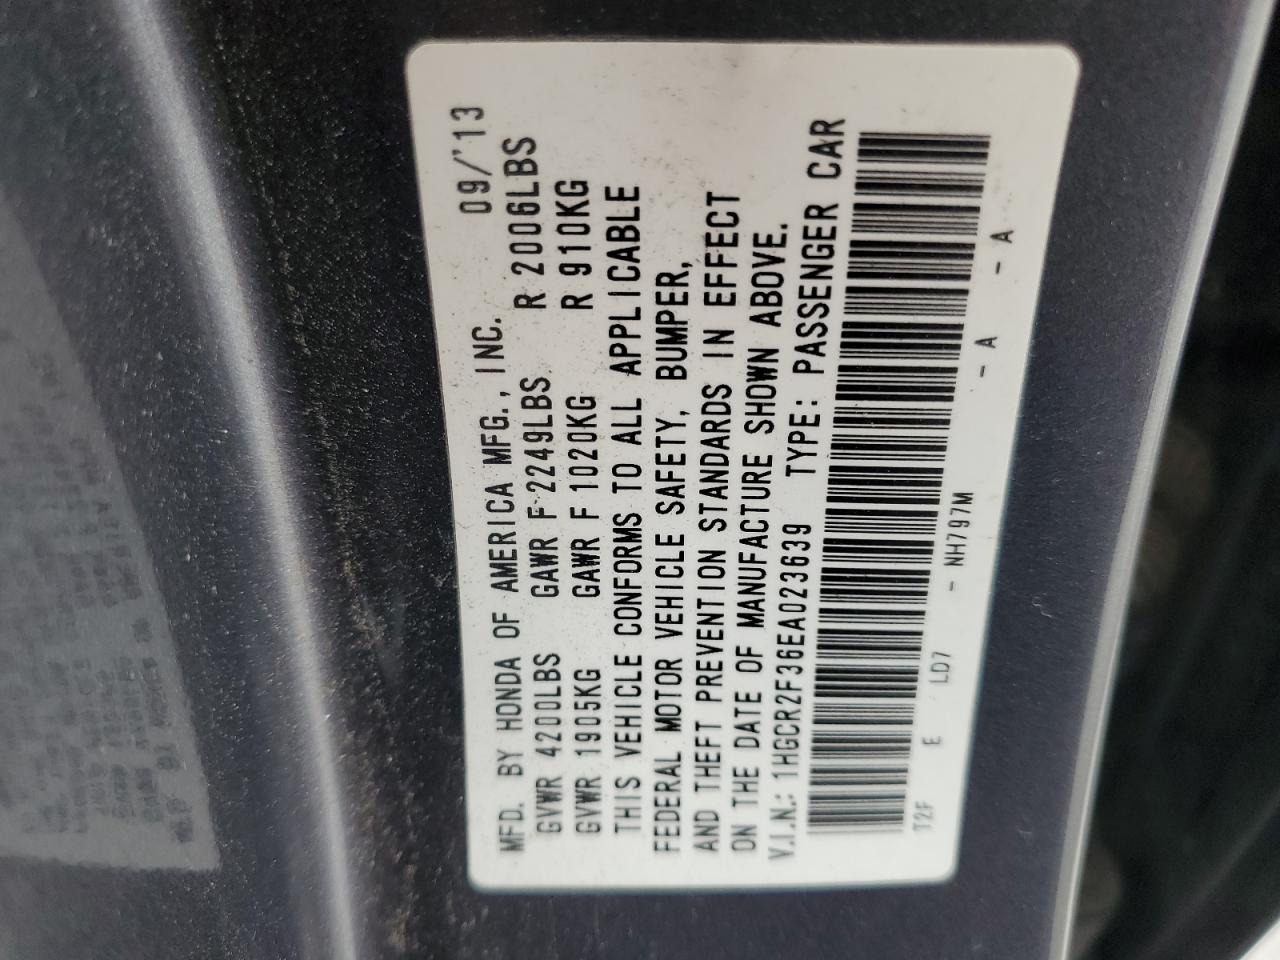 MFD. BY HONDA OF AMERICA MFG., INC. 09/'13
GVWR 4200LBS GAWR F 2249LBS R 2006LBS
GVWR 1905KG GAWR F 1020KG R 910KG
THIS VEHICLE CONFORMS TO ALL APPLICABLE
FEDERAL MOTOR VEHICLE SAFETY, BUMPER,
AND THEFT PREVENTION STANDARDS IN EFFECT
ON THE DATE OF MANUFACTURE SHOWN ABOVE.
V.I.N.: 1HGCR2F36EA023639 TYPE: PASSENGER CAR
T2F E LD7 - NH797M - A - A